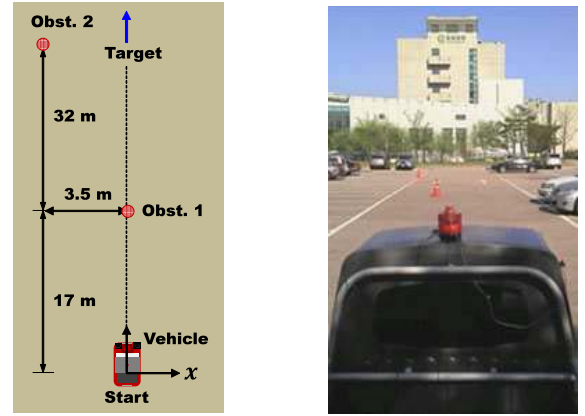 Obst. 2
Target
32 m
3.5 m
Obst. 1
17 m
Vehicle
x
Start